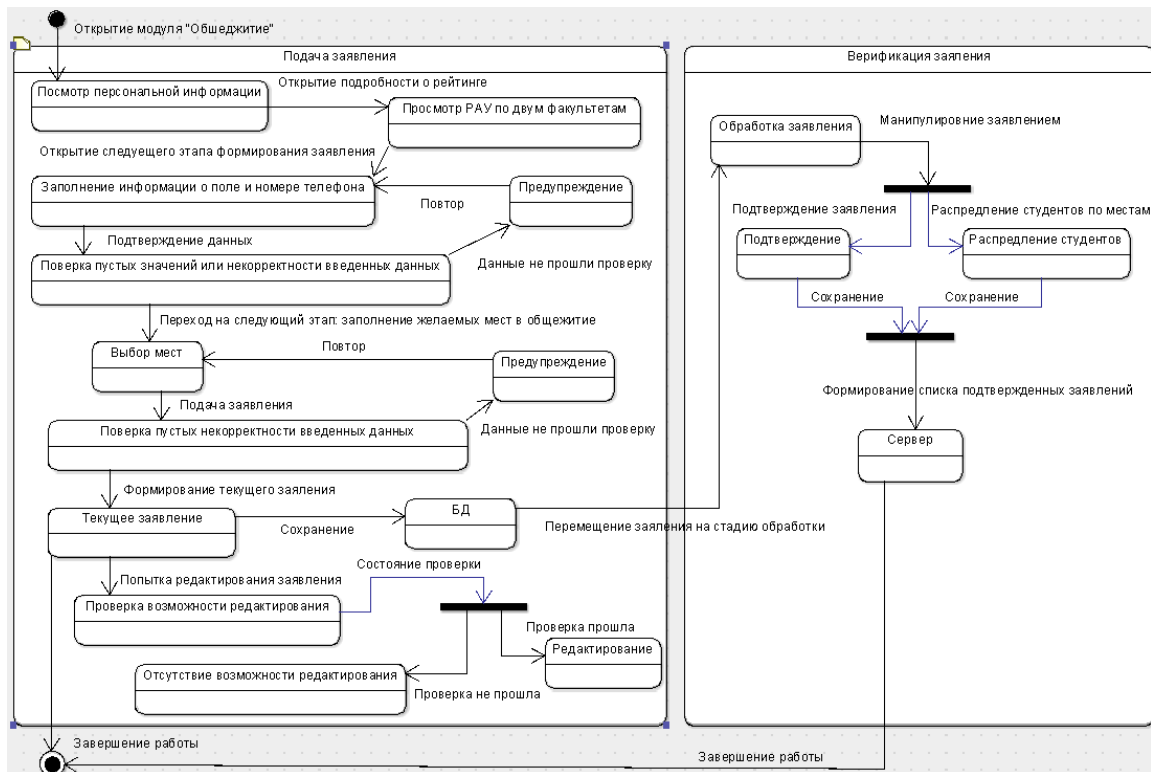 Открытие модуля "Обшеджитие"
Подача заявления
Посмотр персональной информации
Открытие подробности о рейтинге
Просмотр РАУ по двум факультетам
Открытие следуещего этапа формирования заявления
Заполнение информации о поле и номере телефона
Предупреждение
Повтор
Подтверждение данных
Данные не прошли проверку
Поверка пустых значений или некорректности введенных данных
Переход на следующий этап: заполнение желаемых мест в общежитие
Выбор мест
Повтор
Предупреждение
Подача заявления
Данные не прошли проверку
Поверка пустых некорректности введенных данных
Формирование текущего заяления
Текущее заявление
Сохранение
БД
Перемещение заяления на стадию обработки
Попытка редактирования заявления
Состояние проверки
Проверка возможности редактирования
Проверка прошла
Редактирование
Отсутствие возможности редактирования
Проверка не прошла
Завершение работы
Верификация заяления
Обработка заявления
Манипулировние заявлением
Подтверждение заявления
Распредление студентов по местам
Подтверждение
Распредление студентов
Сохранение
Сохранение
Формирование списка подтвержденных заявлений
Сервер
Завершение работы